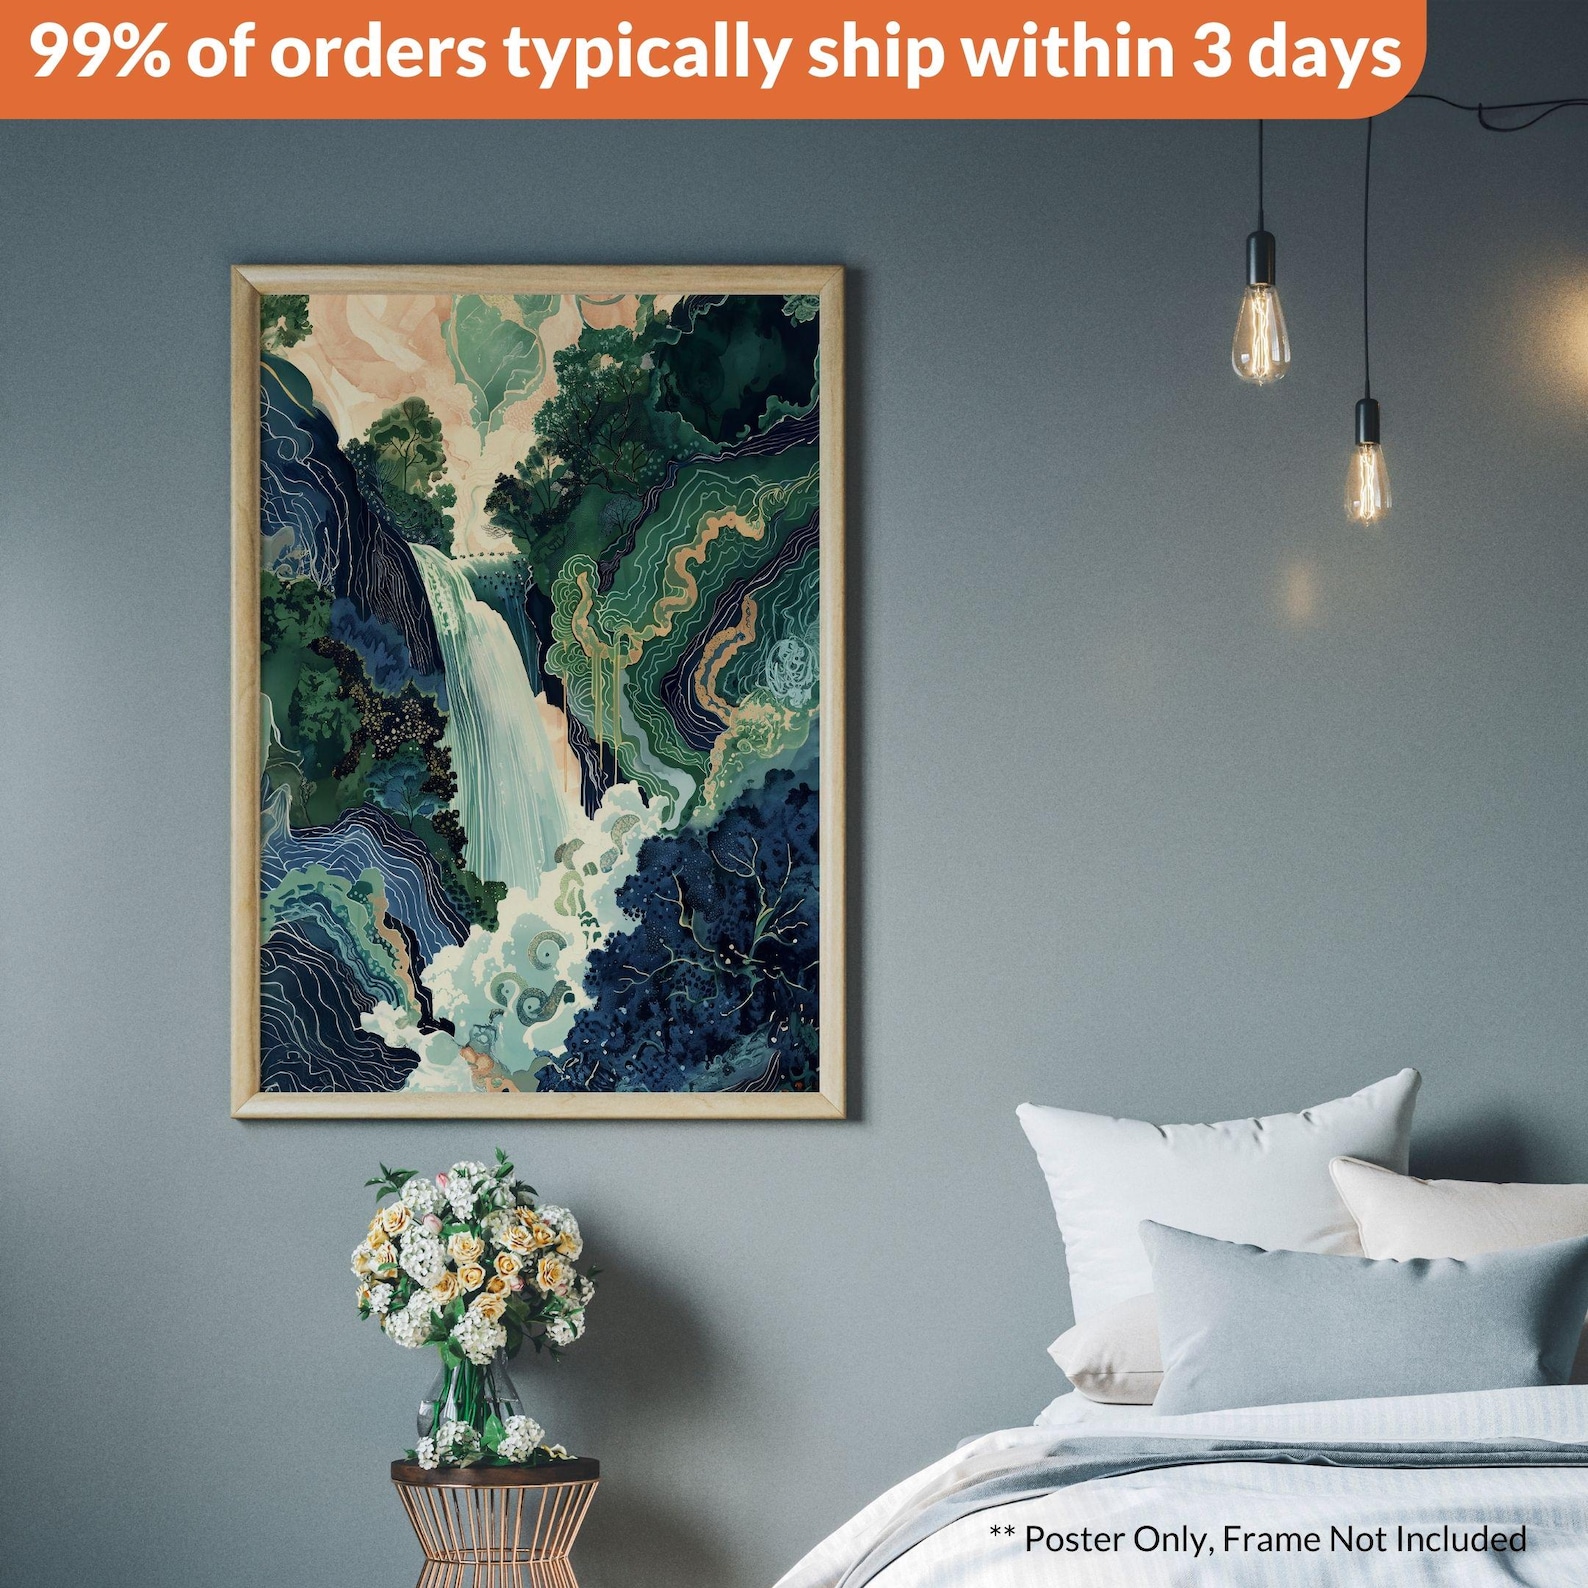 99% of orders typically ship within 3 days
** Poster Only, Frame Not Included